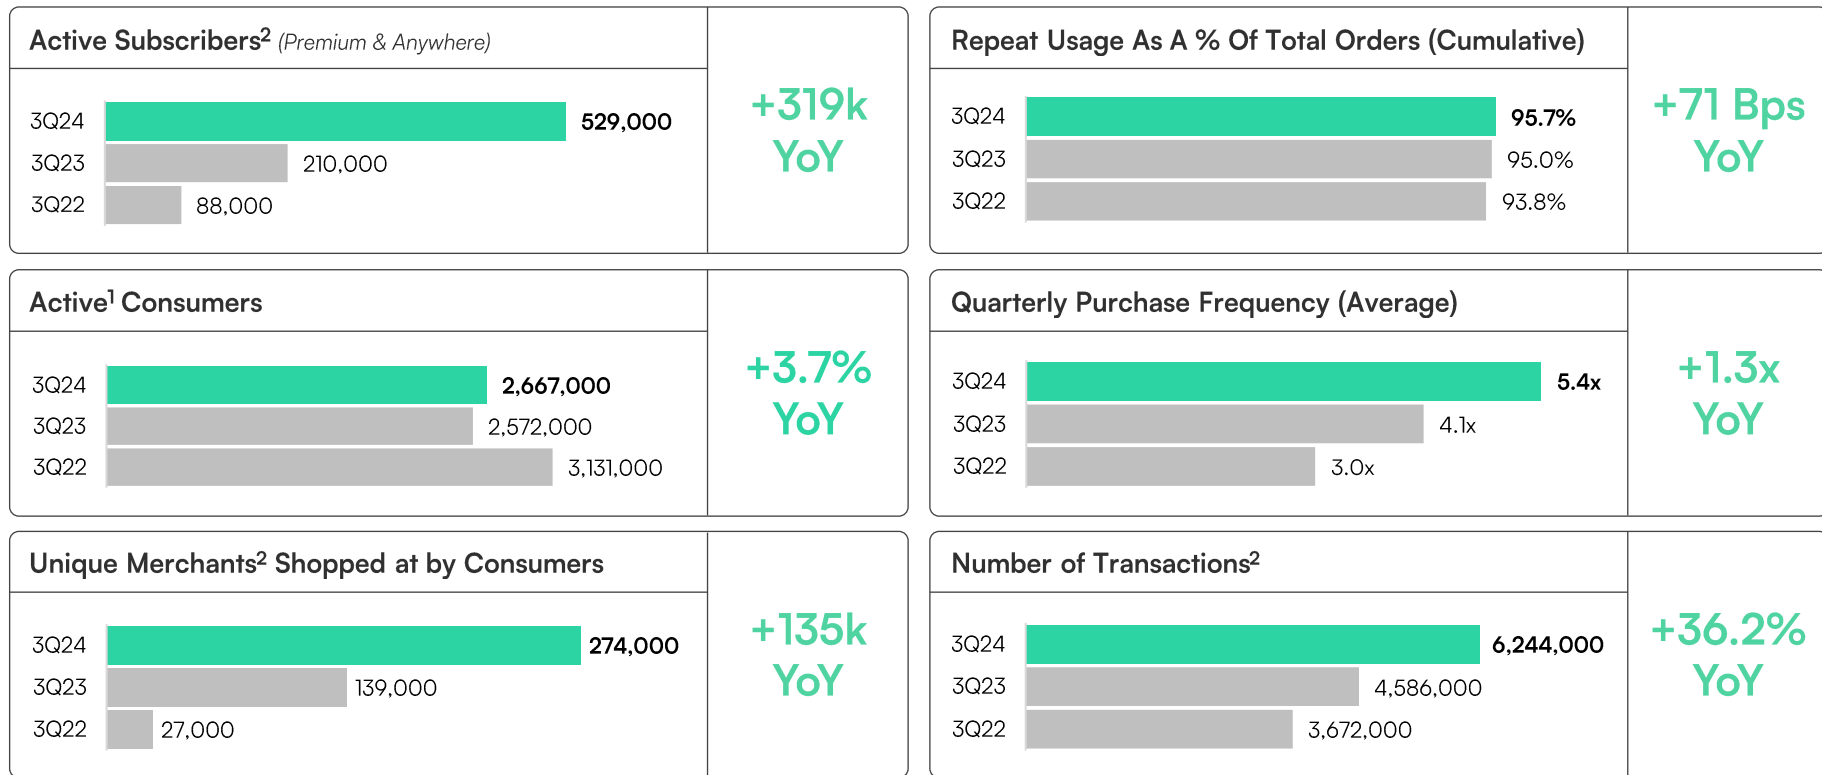 Active Subscribers² (Premium & Anywhere)
3Q24 529,000
3Q23 210,000
3Q22 88,000
+319k
YoY
Repeat Usage As A % Of Total Orders (Cumulative)
3Q24 95.7%
3Q23 95.0%
3Q22 93.8%
+71 Bps
YoY
Active¹ Consumers
3Q24 2,667,000
3Q23 2,572,000
3Q22 3,131,000
+3.7%
YoY
Quarterly Purchase Frequency (Average)
3Q24 5.4x
3Q23 4.1x
3Q22 3.0x
+1.3x
YoY
Unique Merchants² Shopped at by Consumers
3Q24 274,000
3Q23 139,000
3Q22 27,000
+135k
YoY
Number of Transactions²
3Q24 6,244,000
3Q23 4,586,000
3Q22 3,672,000
+36.2%
YoY